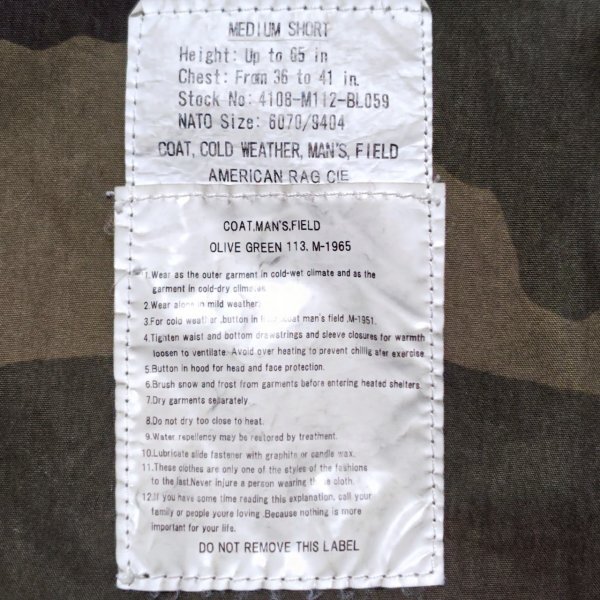 MEDIUM SHORT
Height: Up to 65 in
Chest: From 36 to 41 in.
Stock No: 4108-M112-BL059
NATO Size: 6070/9404
COAT, COLD WEATHER, MAN'S, FIELD
AMERICAN RAG CIE
COAT.MAN'S.FIELD
OLIVE GREEN 113. M-1965
1.Wear as the outer garment in cold-wet climate and as the
garment in cold-dry climates
2.Wear alone in mild weather.
3.For cold weather .button in coat man's field .M-1951.
4.Tighten waist and bottom drawstrings and sleeve closures for warmth
loosen to ventilate. Avoid over heating to prevent chillig ater exercise
5.Button in hood for head and face protection.
6.Brush snow and frost from garments before entering heated shelters.
7.Dry garments sellarately
8.Do not dry too close to heat.
9.Water repellency may be restored by treatment.
10.Lubricate slide fastener with graphite or candle wax.
11.These clothes are only one of the styles of the fashions
to the last.Never injure a person wearing cloth.
12.If you have some time reading this explanation, call your
family or people youre loving .Because nothing is more
important for your life.
DO NOT REMOVE THIS LABEL